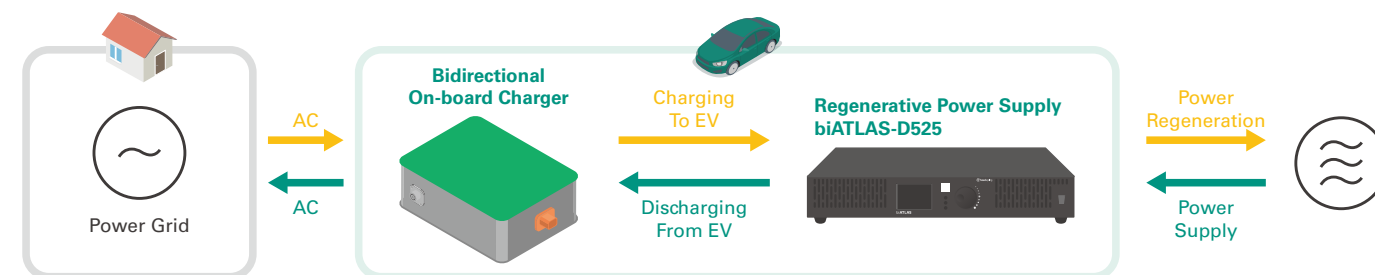 Bidirectional
On-board Charger
AC
AC
Power Grid
Charging
To EV
Discharging
From EV
Regenerative Power Supply
biATLAS-D525
biATLAS
Power
Regeneration
Power
Supply